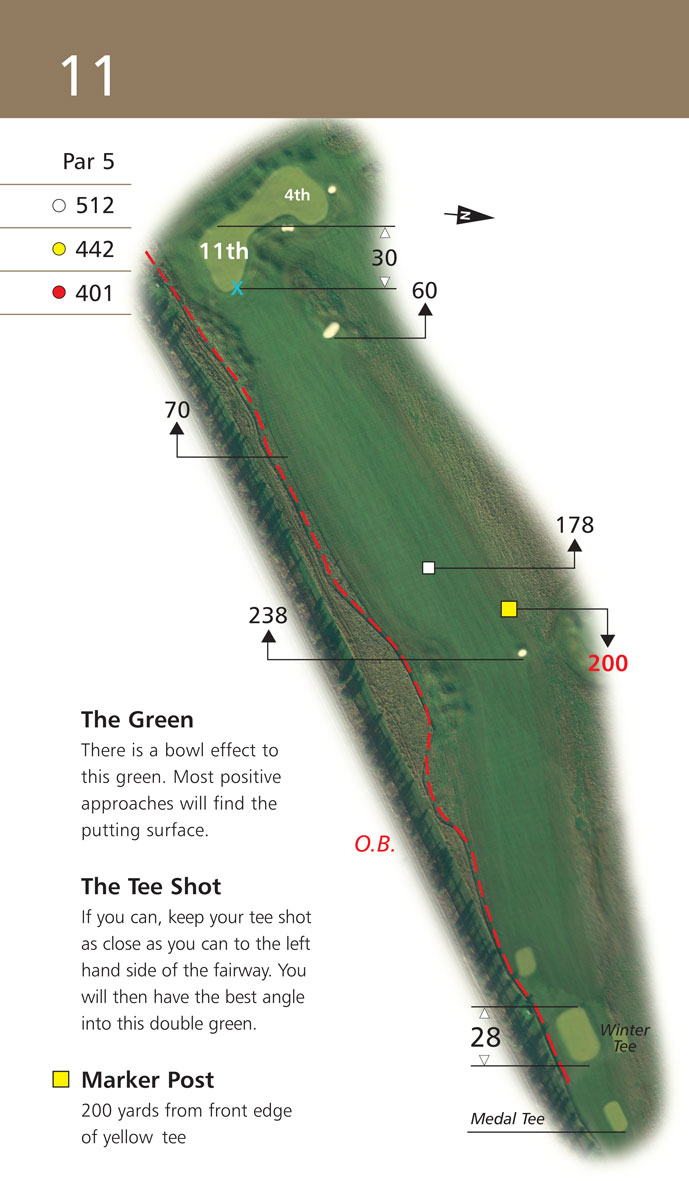 11
Par 5
512
442
401
4th
11th
N
30
X
60
70
178
238
200
The Green
There is a bowl effect to
this green. Most positive
approaches will find the
putting surface.
O.B.
The Tee Shot
If you can, keep your tee shot
as close as you can to the left
hand side of the fairway. You
will then have the best angle
into this double green.
28
Winter
Tee
Marker Post
200 yards from front edge
of yellow tee
Medal Tee